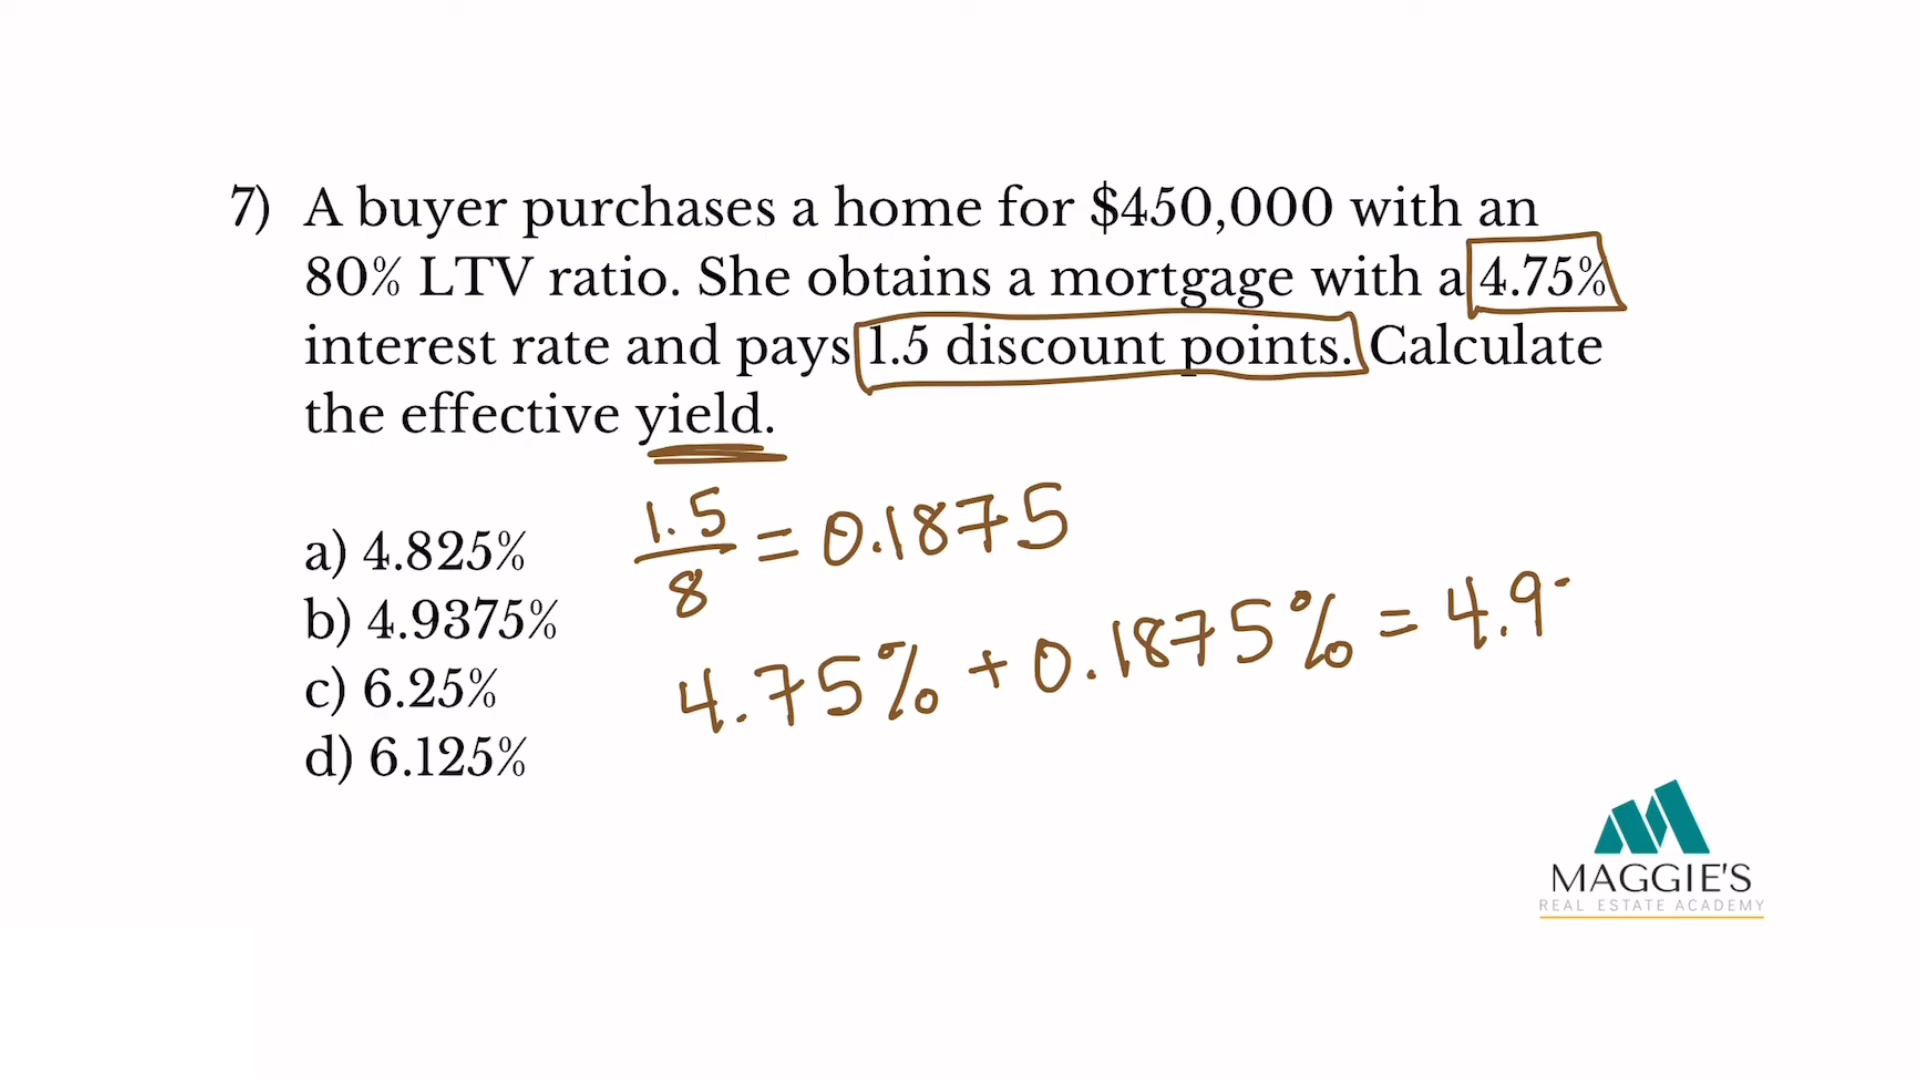 7) A buyer purchases a home for $450,000 with an
80% LTV ratio. She obtains a mortgage with a 4.75%
interest rate and pays 1.5 discount points. Calculate
the effective yield.
1.5
8
= 0.1875
a) 4.825%
b) 4.9375%
c) 6.25%
d) 6.125%
4.75% + 0.1875% = 4.9
MAGGIE'S
REAL ESTATE ACADEMY